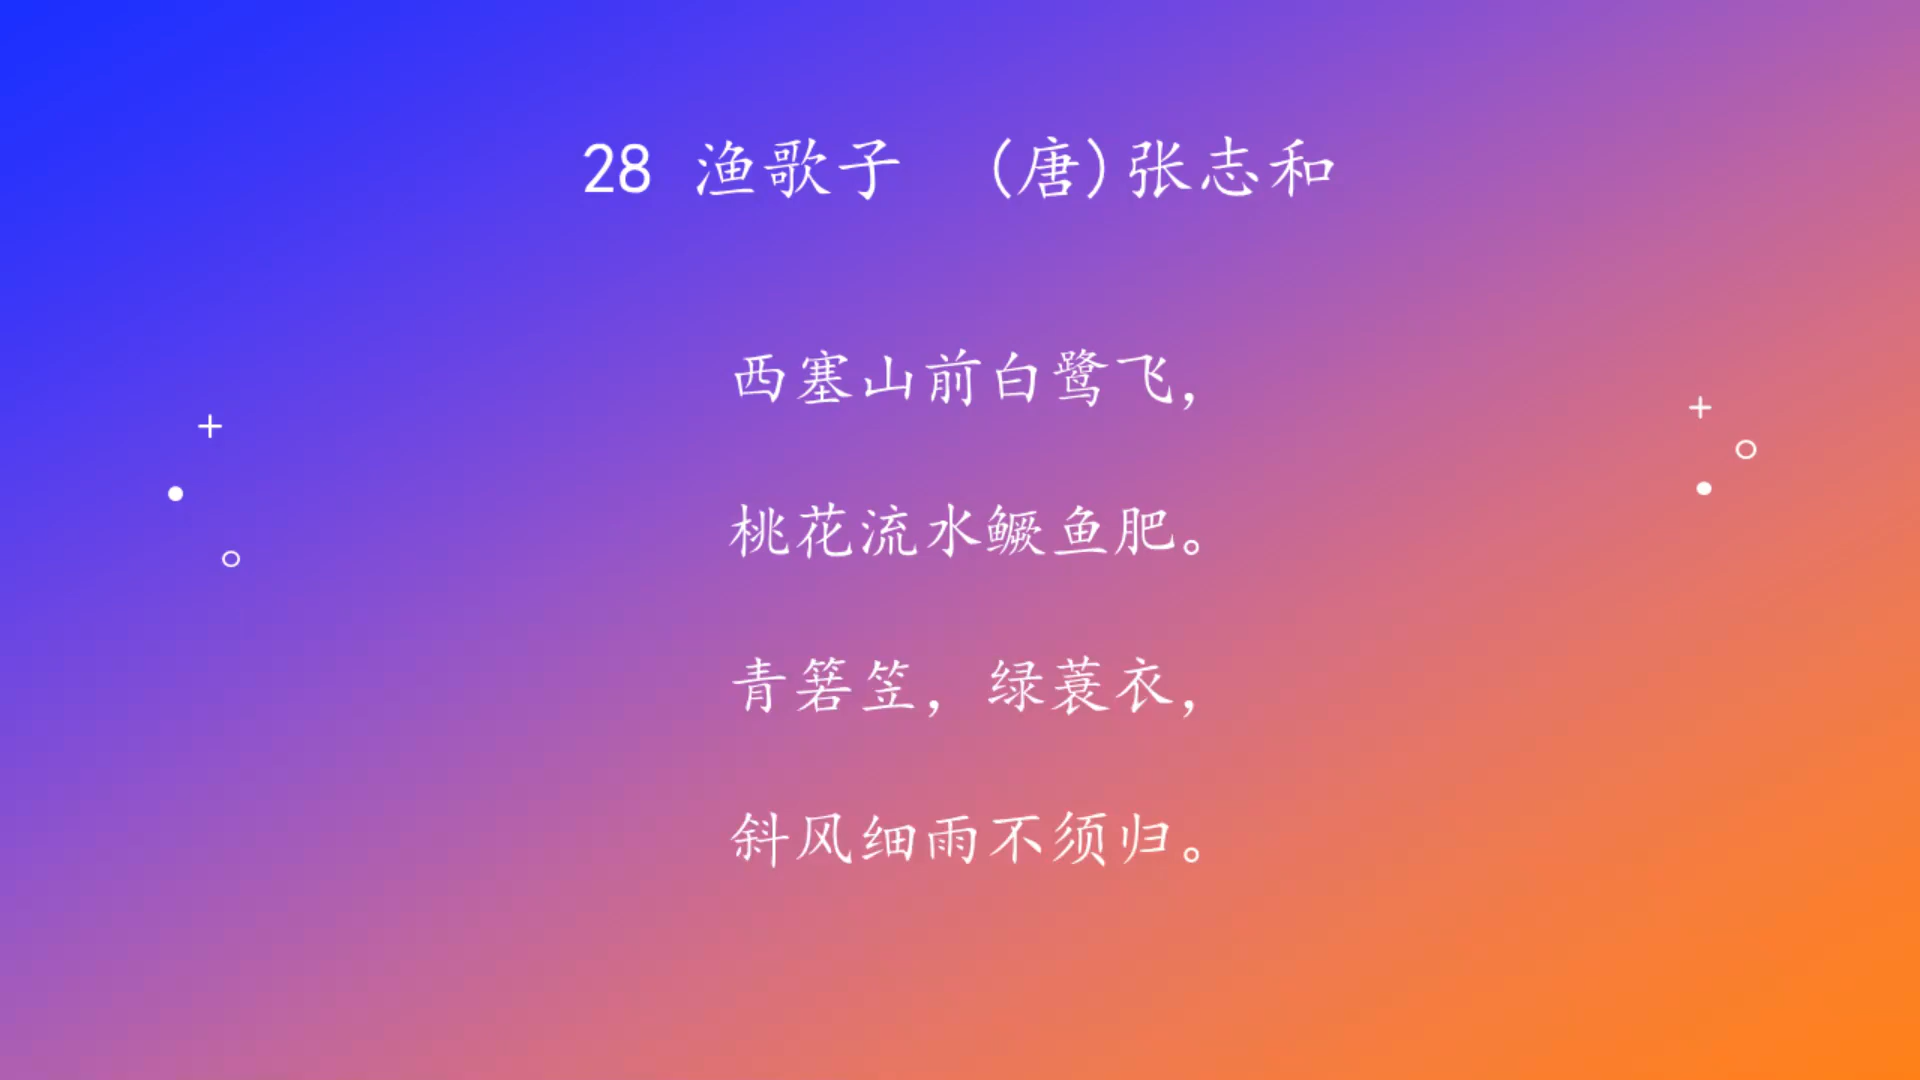 28 渔歌子 (唐)张志和
西塞山前白鹭飞,
桃花流水鳜鱼肥。
青箬笠, 绿蓑衣,
斜风细雨不须归。